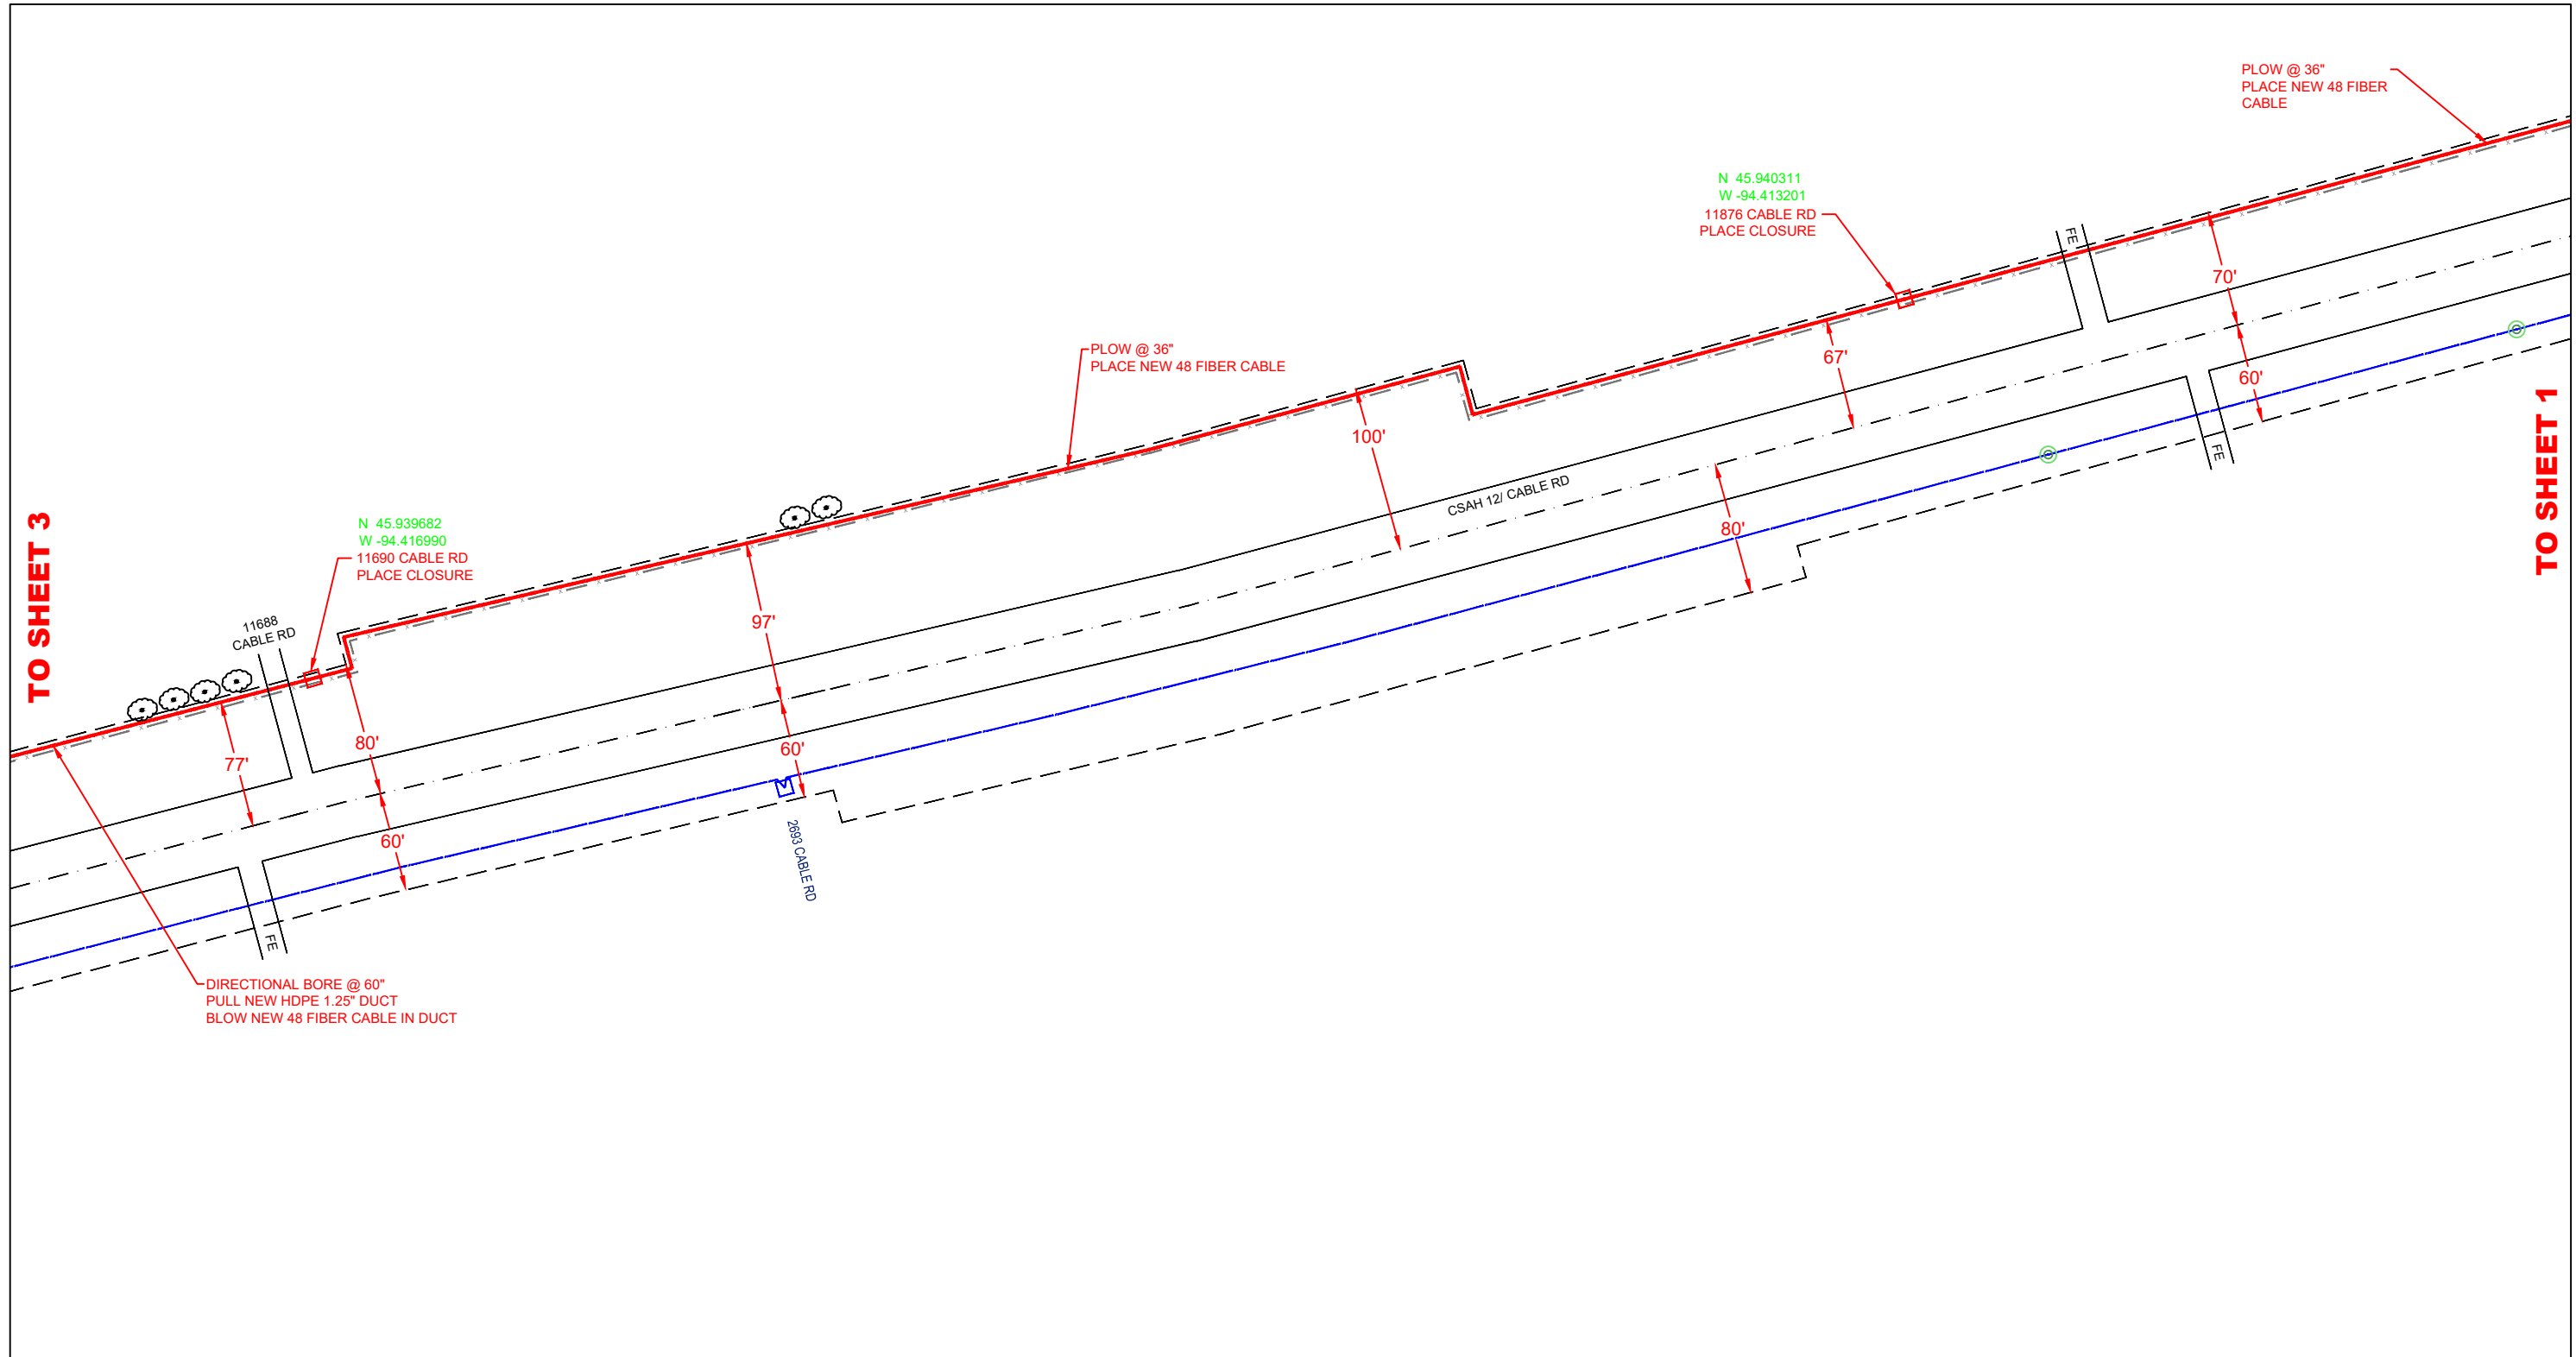 PLOW @ 36"
PLACE NEW 48 FIBER
CABLE
N  45.940311
W -94.413201
11876 CABLE RD
PLACE CLOSURE
FE
70'
67'
60'
FE
TO SHEET 1
PLOW @ 36"
PLACE NEW 48 FIBER CABLE
100'
CSAH 12/ CABLE RD
80'
TO SHEET 3
N  45.939682
W -94.416990
11690 CABLE RD
PLACE CLOSURE
11688
CABLE RD
97'
80'
77'
60'
60'
2693 CABLE RD
FE
DIRECTIONAL BORE @ 60"
PULL NEW HDPE 1.25" DUCT
BLOW NEW 48 FIBER CABLE IN DUCT